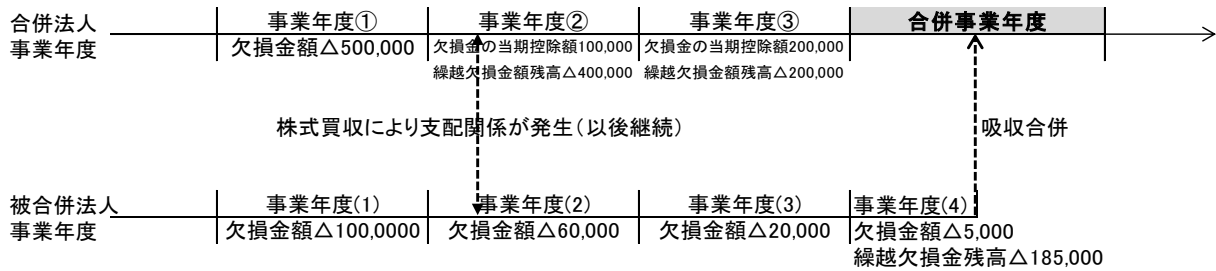 合併法人
事業年度
事業年度① 事業年度② 事業年度③ 合併事業年度
欠損金額△500,000 欠損金の当期控除額100,000 欠損金の当期控除額200,000
繰越欠損金額残高△400,000 繰越欠損金額残高△200,000
株式買収により支配関係が発生(以後継続) 吸収合併
被合併法人
事業年度
事業年度(1) 事業年度(2) 事業年度(3) 事業年度(4)
欠損金額△100,0000 欠損金額△60,000 欠損金額△20,000 欠損金額△5,000
繰越欠損金残高△185,000